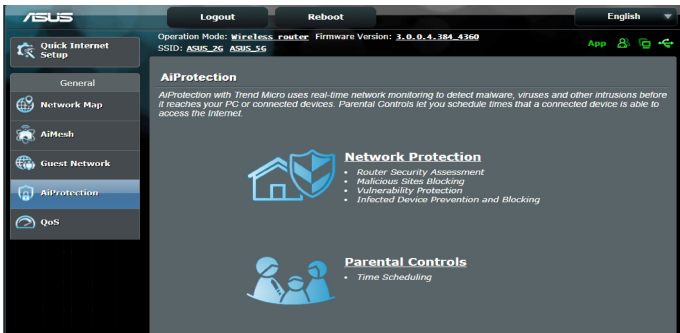 ASUS
Logout
Reboot
English
Quick Internet
Setup
Operation Mode: Wireless router Firmware Version: 3.0.0.4.384_4360
SSID: ASUS_2G ASUS_5G
App
General
Network Map
AiMesh
Guest Network
AiProtection
QoS
AiProtection
AiProtection with Trend Micro uses real-time network monitoring to detect malware, viruses and other intrusions before
it reaches your PC or connected devices. Parental Controls let you schedule times that a connected device is able to
access the Internet.
Network Protection
• Router Security Assessment
• Malicious Sites Blocking
• Vulnerability Protection
• Infected Device Prevention and Blocking
Parental Controls
• Time Scheduling